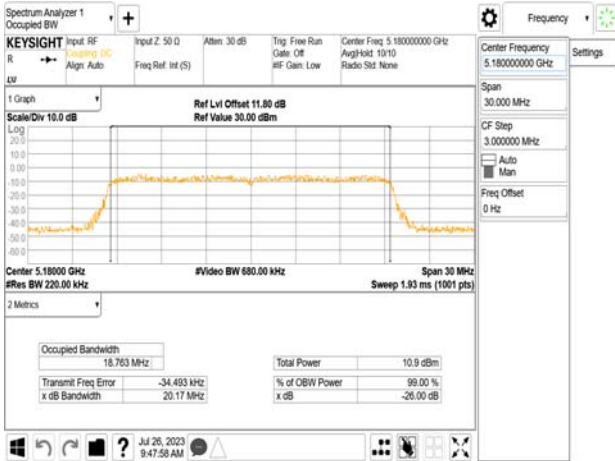 Spectrum Analyzer 1
Occupied BW
+
Frequency
Settings
KEYSIGHT
R
Input: RF
Coupling: DC
Align: Auto
Input Z: 50 Ω
Freq Ref: Int (S)
Atten: 30 dB
Trig: Free Run
Gate: Off
#IF Gain: Low
Center Freq: 5.180000000 GHz
Avg|Hold: 10/10
Radio Std: None
Center Frequency
5.180000000 GHz
Span
30.000 MHz
CF Step
3.000000 MHz
Auto
Man
Freq Offset
0 Hz
1 Graph
Scale/Div 10.0 dB
Ref Lvl Offset 11.80 dB
Ref Value 30.00 dBm
Log
20.0
10.0
0.00
-10.0
-20.0
-30.0
-40.0
-50.0
-60.0
Center 5.18000 GHz
#Video BW 680.00 kHz
Span 30 MHz
#Res BW 220.00 kHz
Sweep 1.93 ms (1001 pts)
2 Metrics
Occupied Bandwidth
18.763 MHz
Total Power
10.9 dBm
Transmit Freq Error
-34.493 kHz
% of OBW Power
99.00 %
x dB Bandwidth
20.17 MHz
x dB
-26.00 dB
?
Jul 26, 2023
9:47:58 AM